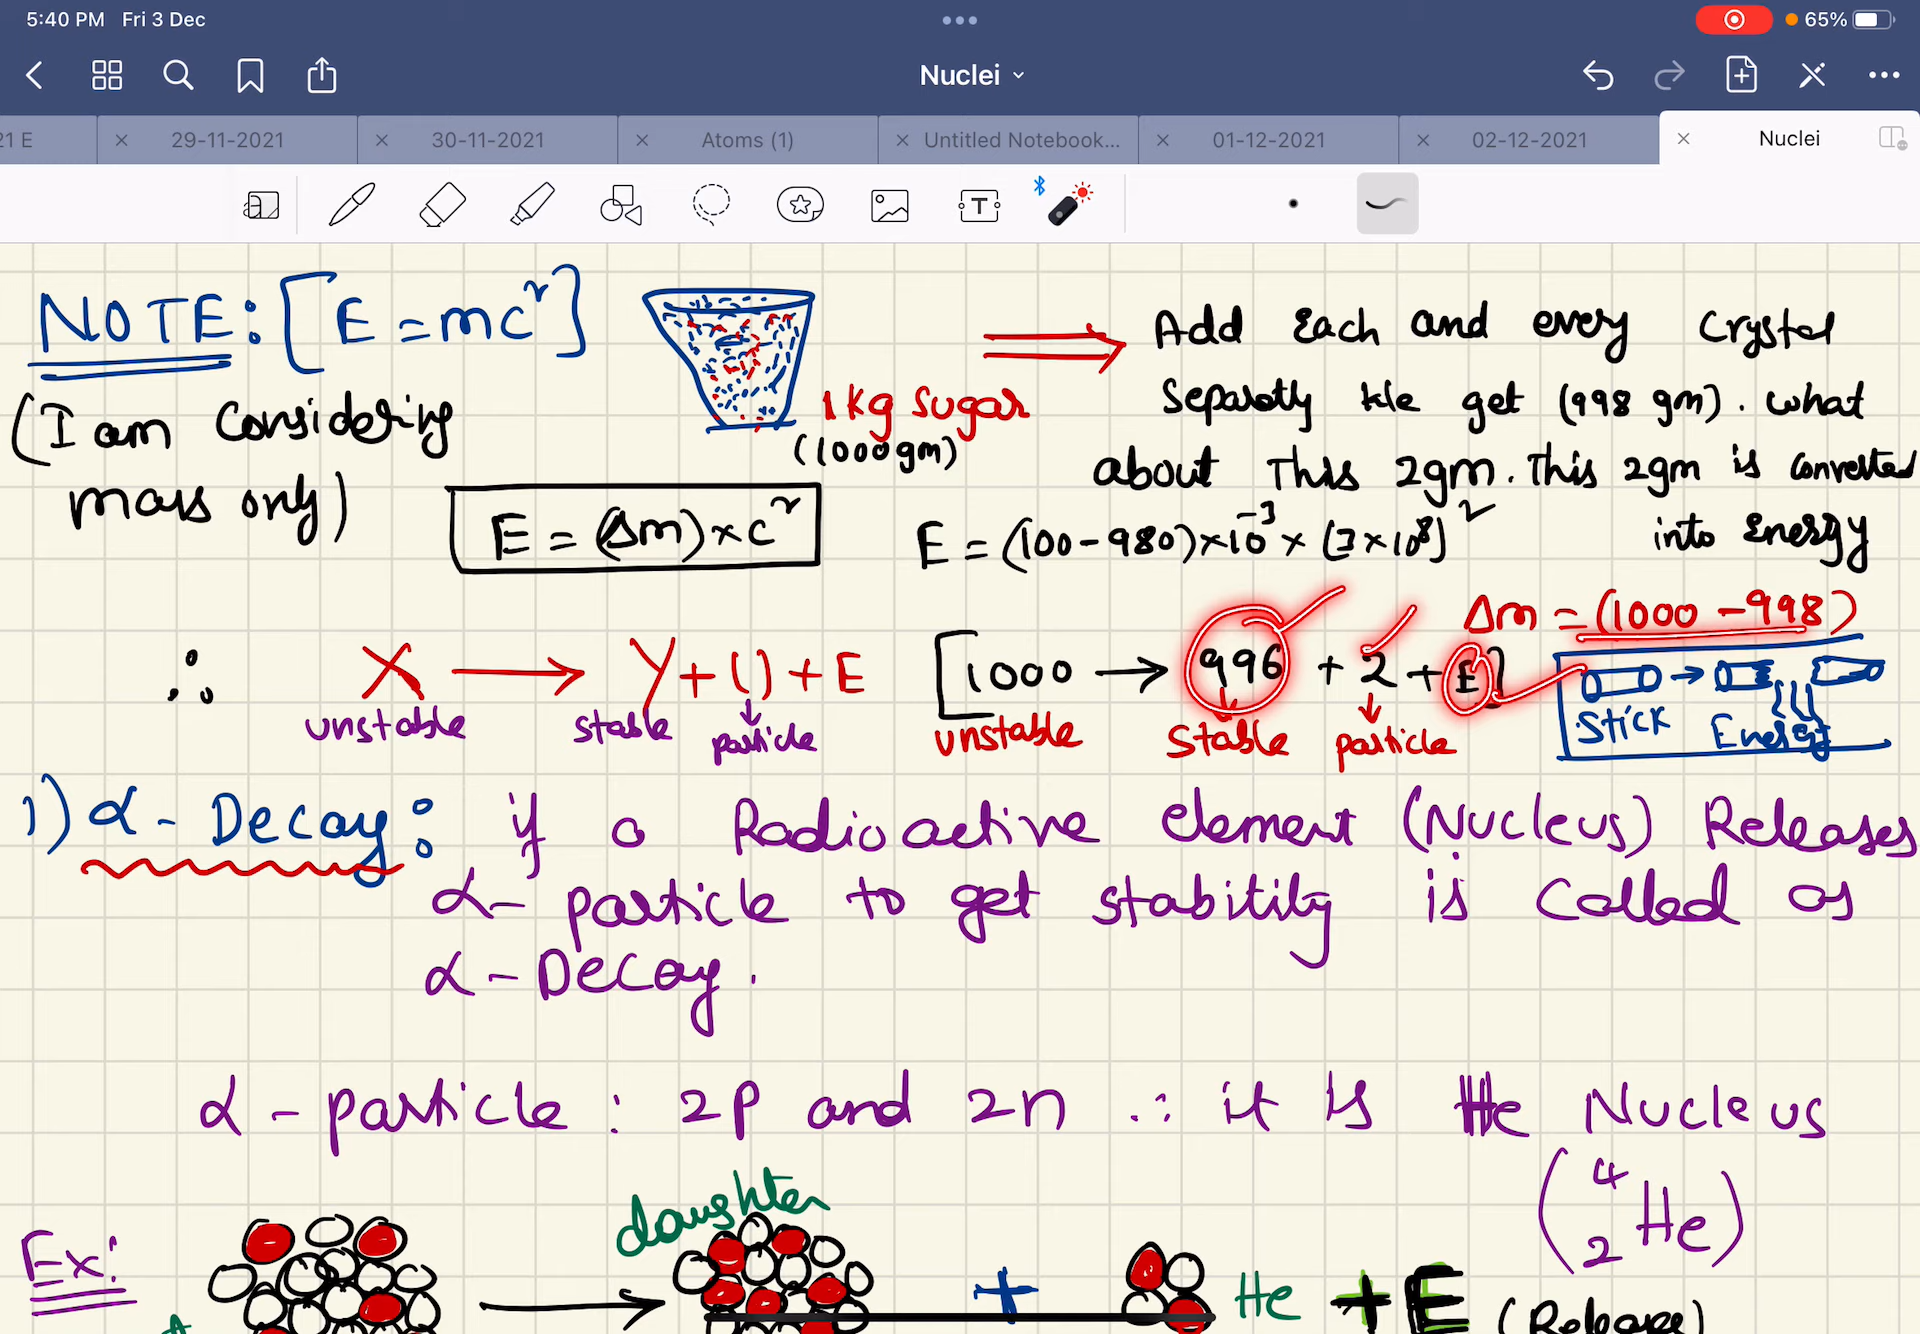 5:40 PM Fri 3 Dec
65%
Nuclei
21 E
29-11-2021
30-11-2021
Atoms (1)
Untitled Notebook...
01-12-2021
02-12-2021
Nuclei
NOTE: [E = mc²]
(I am Considering mass only)
1 kg Sugar
(1000 gm)
Add Each and every Crystal
Separatly We get (998 gm). What
about This 2gm. This 2gm is Converted
into Energy
E = (Δm) × c²
E = (100-980)×10⁻³ × (3×10⁸)²
Δm = (1000 - 998)
∴ X → Y + ( ) + E
unstable stable particle
[1000 → 996 + 2 + E]
unstable stable particle
Stick Energy
1) α - Decay: if a Radio active element (Nucleus) Releases
α - particle to get stabitity is Called as
α - Decay.
α - particle : 2P and 2n ∴ it is He Nucleus
(⁴₂He)
Ex:
daughter
+ He + E (Release)